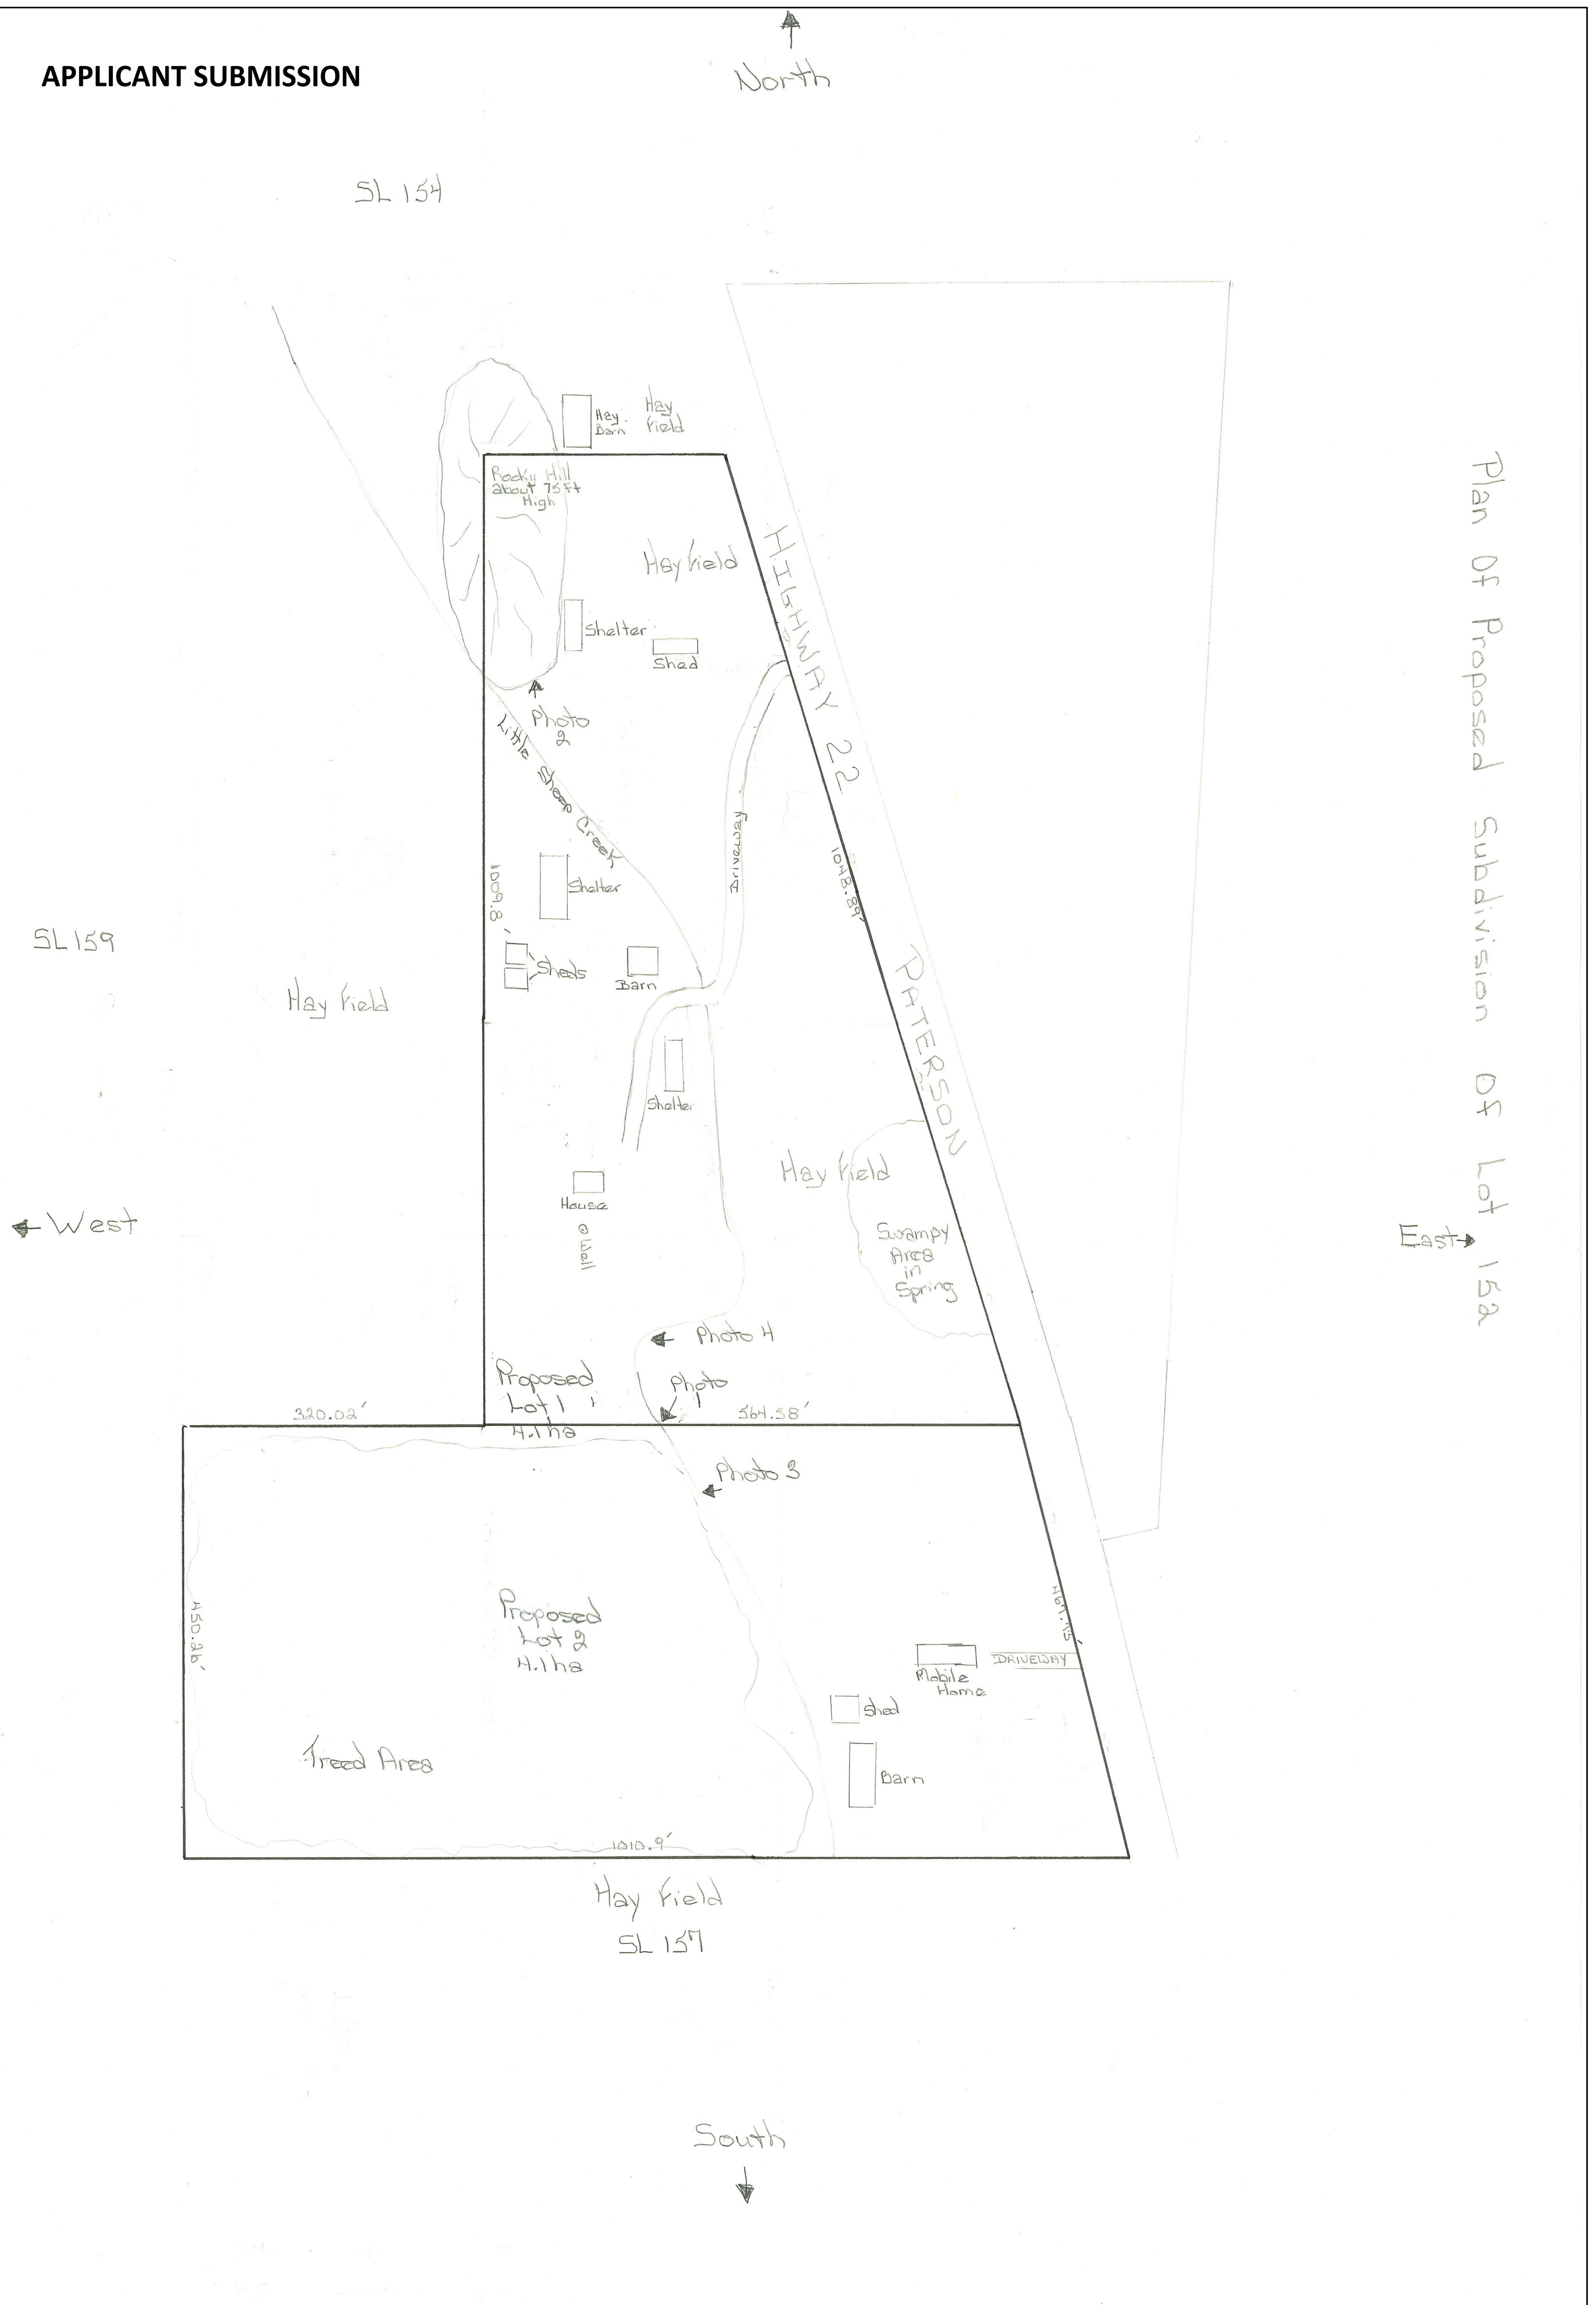 North
APPLICANT SUBMISSION
SL 154
Hay
Barn
Hay
Field
Rocky Hill
about 75 ft
High
Hay Field
HIGHWAY 22
Shelter
Shed
Photo
2
Little Sheep Creek
Driveway
1048.89'
Plan Of Proposed Subdivision Of Lot 152
1009.8'
Shelter
SL 159
Sheds
Barn
Hay Field
PATERSON
Shelter
Hay Field
House
Well
West
Swampy
Area
in
Spring
East
Photo 4
Proposed
Lot 1
4.1ha
Photo
1
320.02'
564.38'
Photo 3
450.26'
Proposed
Lot 2
4.1ha
DRIVEWAY
Mobile
Home
Shed
Treed Area
Barn
1010.9'
Hay Field
SL 157
South